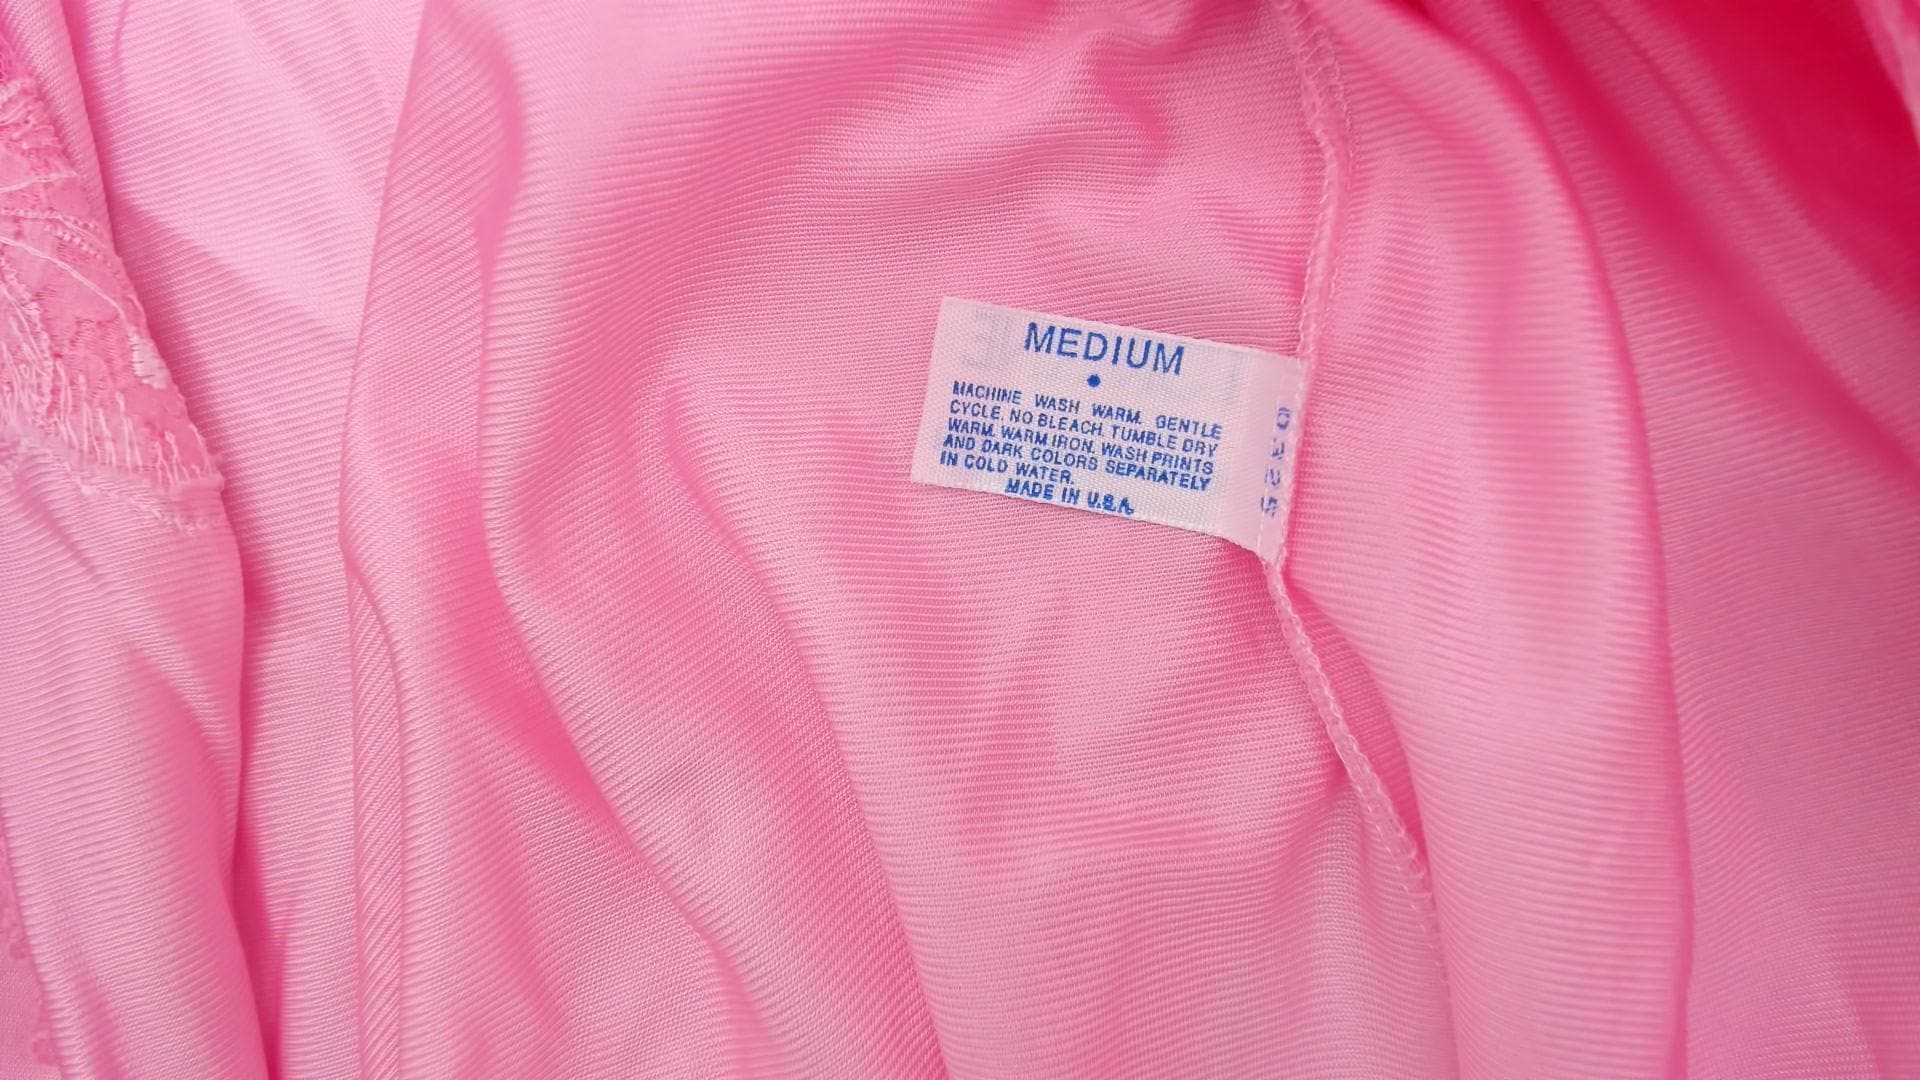 MEDIUM
MACHINE WASH WARM. GENTLE
CYCLE. NO BLEACH. TUMBLE DRY
WARM. WARM IRON. WASH PRINTS
AND DARK COLORS SEPARATELY
IN COLD WATER.
MADE IN U.S.A.